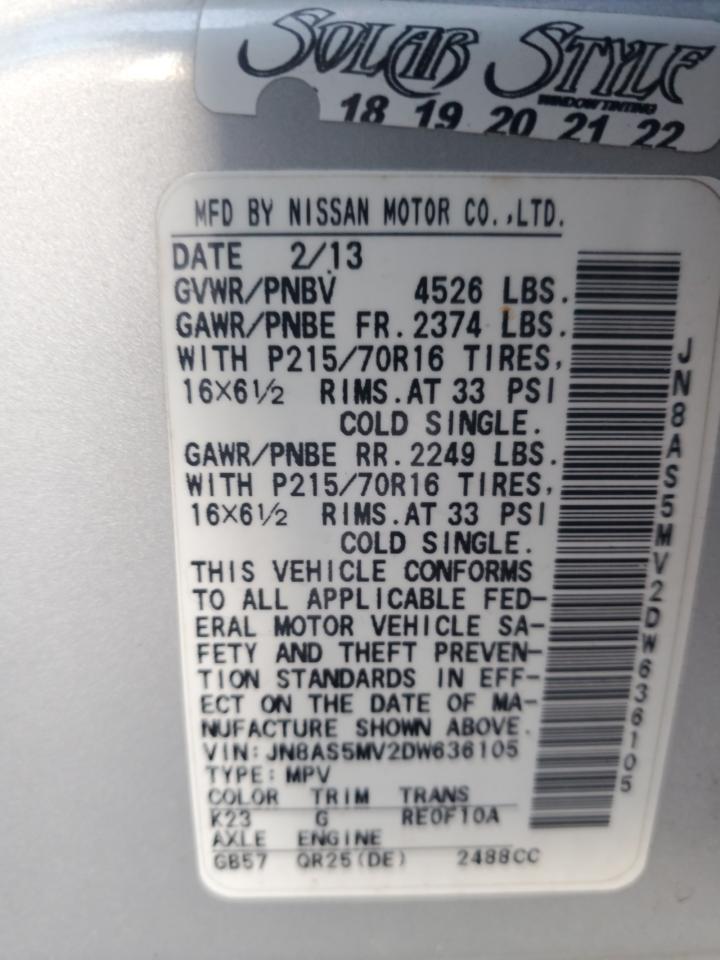 SOLAR STYLE
WINDOW TINTING
18 19 20 21 22
MFD BY NISSAN MOTOR CO.,LTD.
DATE 2/13
GVWR/PNBV 4526 LBS.
GAWR/PNBE FR.2374 LBS.
WITH P215/70R16 TIRES,
16×6½ RIMS.AT 33 PSI
COLD SINGLE.
GAWR/PNBE RR.2249 LBS.
WITH P215/70R16 TIRES,
16×6½ RIMS.AT 33 PSI
COLD SINGLE.
THIS VEHICLE CONFORMS
TO ALL APPLICABLE FED-
ERAL MOTOR VEHICLE SA-
FETY AND THEFT PREVEN-
TION STANDARDS IN EFF-
ECT ON THE DATE OF MA-
NUFACTURE SHOWN ABOVE.
VIN: JN8AS5MV2DW636105
TYPE: MPV
COLOR TRIM TRANS
K23 G RE0F10A
AXLE ENGINE
GB57 QR25(DE) 2488CC
JN8AS5MV2DW636105